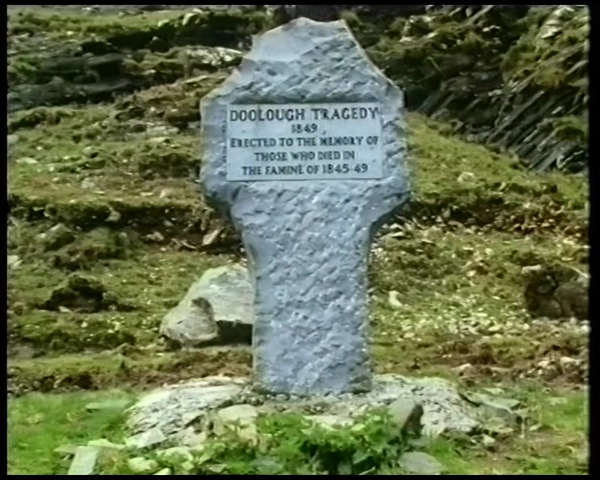 DOOLOUGH TRAGEDY
1849
ERECTED TO THE MEMORY OF
THOSE WHO DIED IN
THE FAMINE OF 1845-49